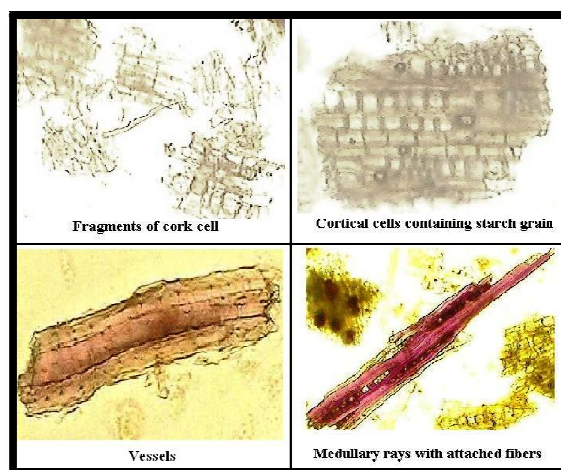 Fragments of cork cell
Cortical cells containing starch grain
Vessels
Medullary rays with attached fibers